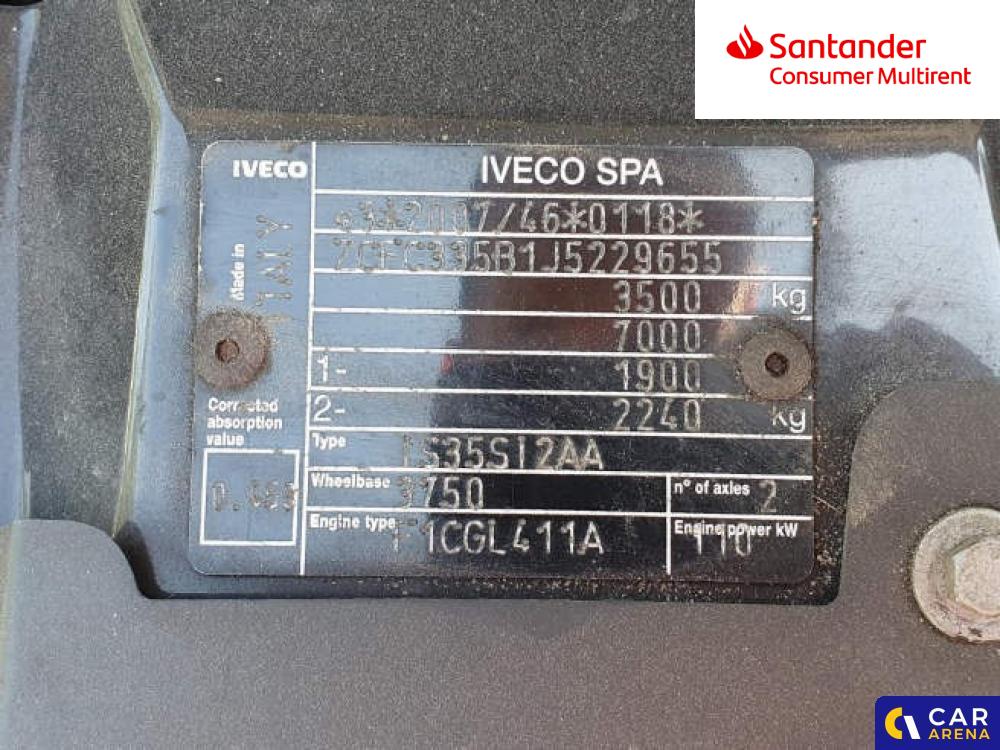 Santander
Consumer Multirent
IVECO
IVECO SPA
*3*2007/46*0118*
Made in ITALY
ZCFC335B1J5229655
3500 kg
7000
1- 1900
2- 2240 kg
Corrected
absorption
value
Type IS35SI2AA
Wheelbase 3750
n° of axles 2
Engine type F1CGL411A
Engine power kW 110
CAR
ARENA